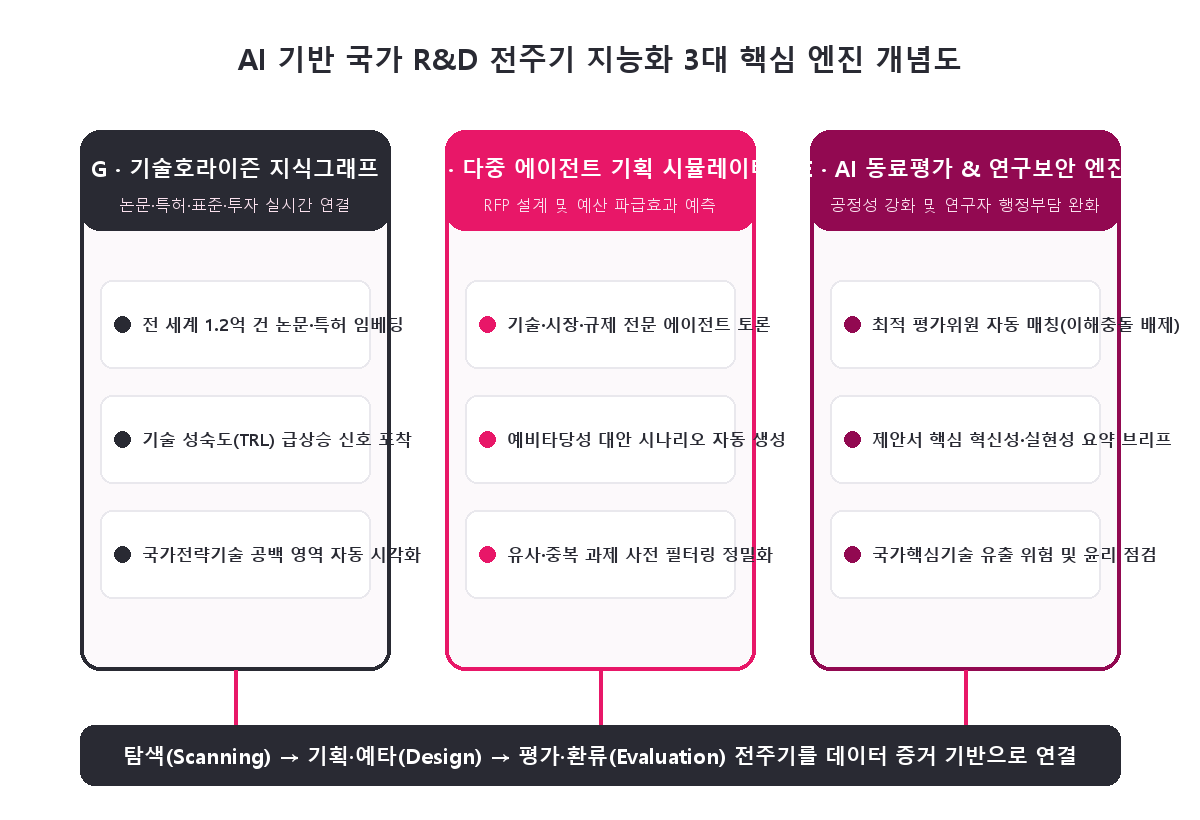 AI 기반 국가 R&D 전주기 지능화 3대 핵심 엔진 개념도
G · 기술호라이즌 지식그래프
논문·특허·표준·투자 실시간 연결
전 세계 1.2억 건 논문·특허 임베딩
기술 성숙도(TRL) 급상승 신호 포착
국가전략기술 공백 영역 자동 시각화
· 다중 에이전트 기획 시뮬레이
RFP 설계 및 예산 파급효과 예측
기술·시장·규제 전문 에이전트 토론
예비타당성 대안 시나리오 자동 생성
유사·중복 과제 사전 필터링 정밀화
· AI 동료평가 & 연구보안 엔진
공정성 강화 및 연구자 행정부담 완화
최적 평가위원 자동 매칭(이해충돌 배제)
제안서 핵심 혁신성·실현성 요약 브리프
국가핵심기술 유출 위험 및 윤리 점검
탐색(Scanning) → 기획·예타(Design) → 평가·환류(Evaluation) 전주기를 데이터 증거 기반으로 연결